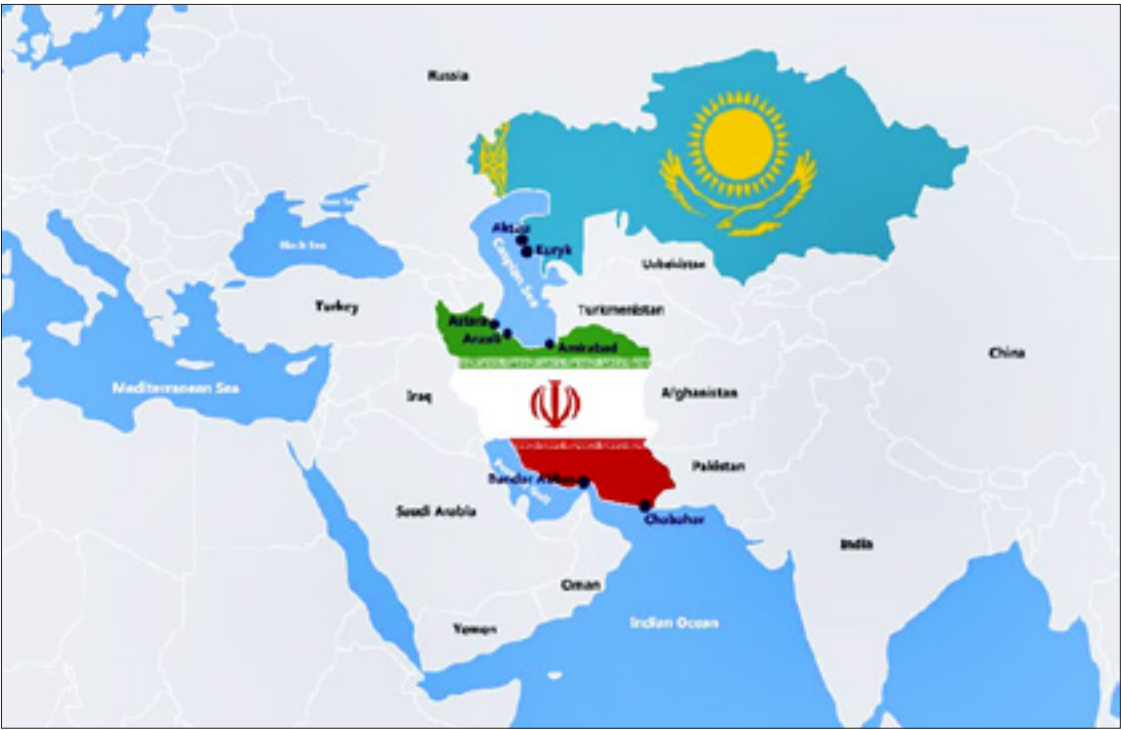 Russia
Black Sea
Aktau
Kuryk
Caspian Sea
Uzbekistan
Turkey
Turkmenistan
Astara
Anzali
Amirabad
China
Mediterranean Sea
Iraq
Afghanistan
Pakistan
Bandar Abbas
Saudi Arabia
Chabahar
India
Oman
Indian Ocean
Yemen